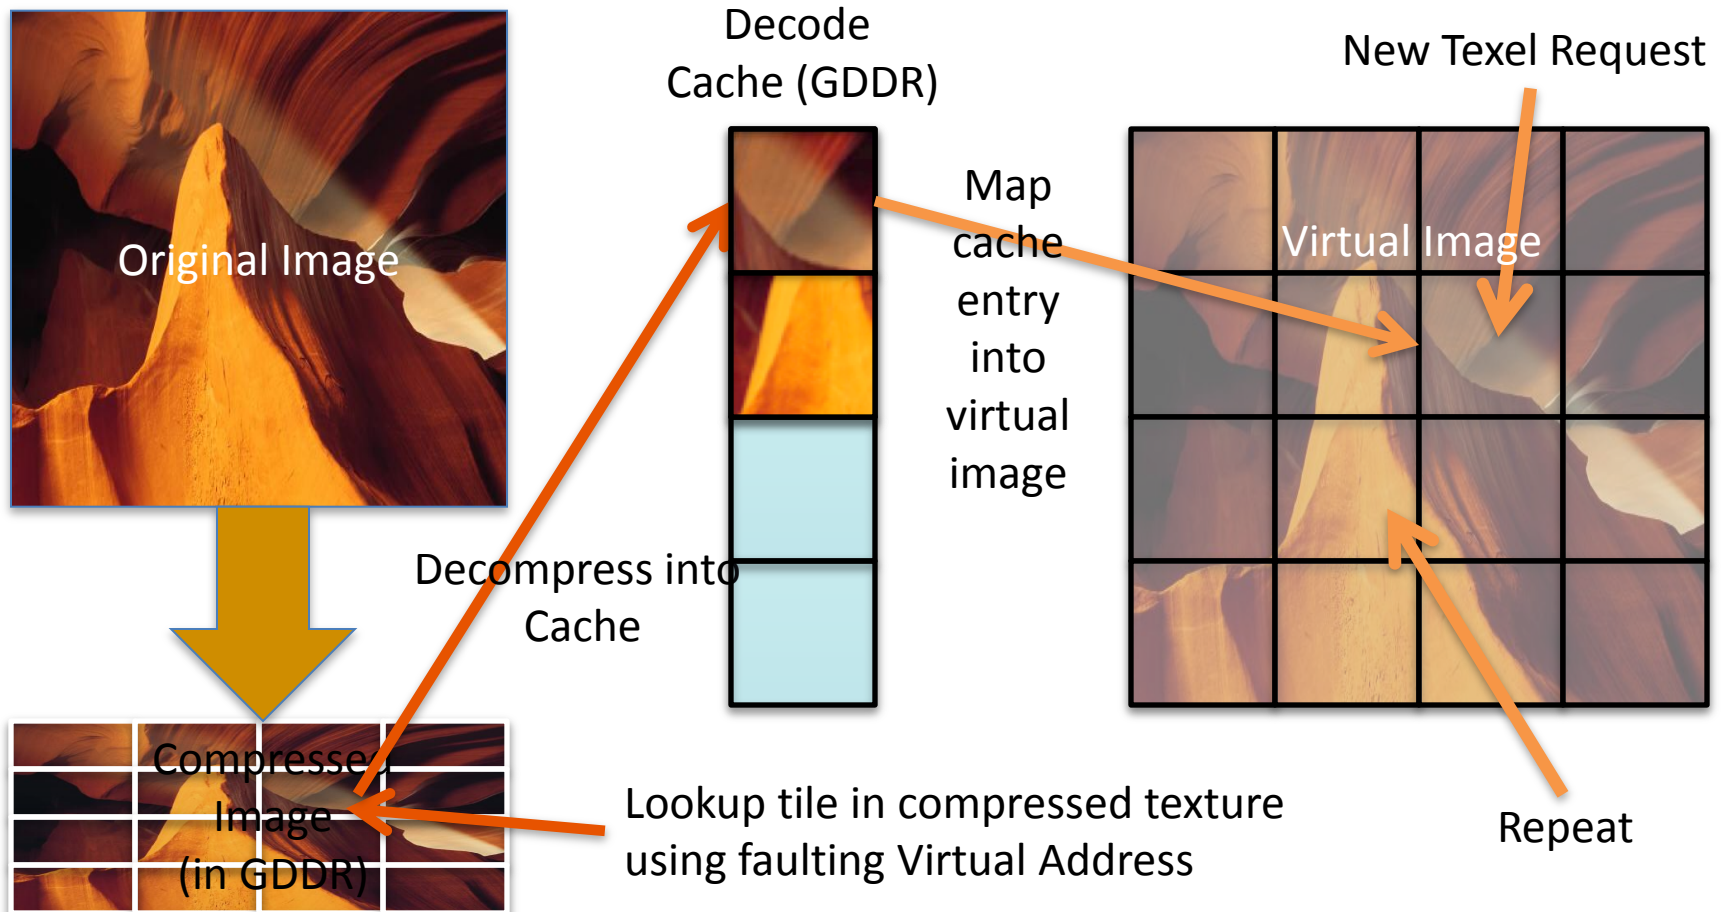 Original Image
Decode
Cache (GDDR)
New Texel Request
Map
cache
entry
into
virtual
image
Virtual Image
Decompress into
Cache
Compressed
Image
(in GDDR)
Lookup tile in compressed texture
using faulting Virtual Address
Repeat